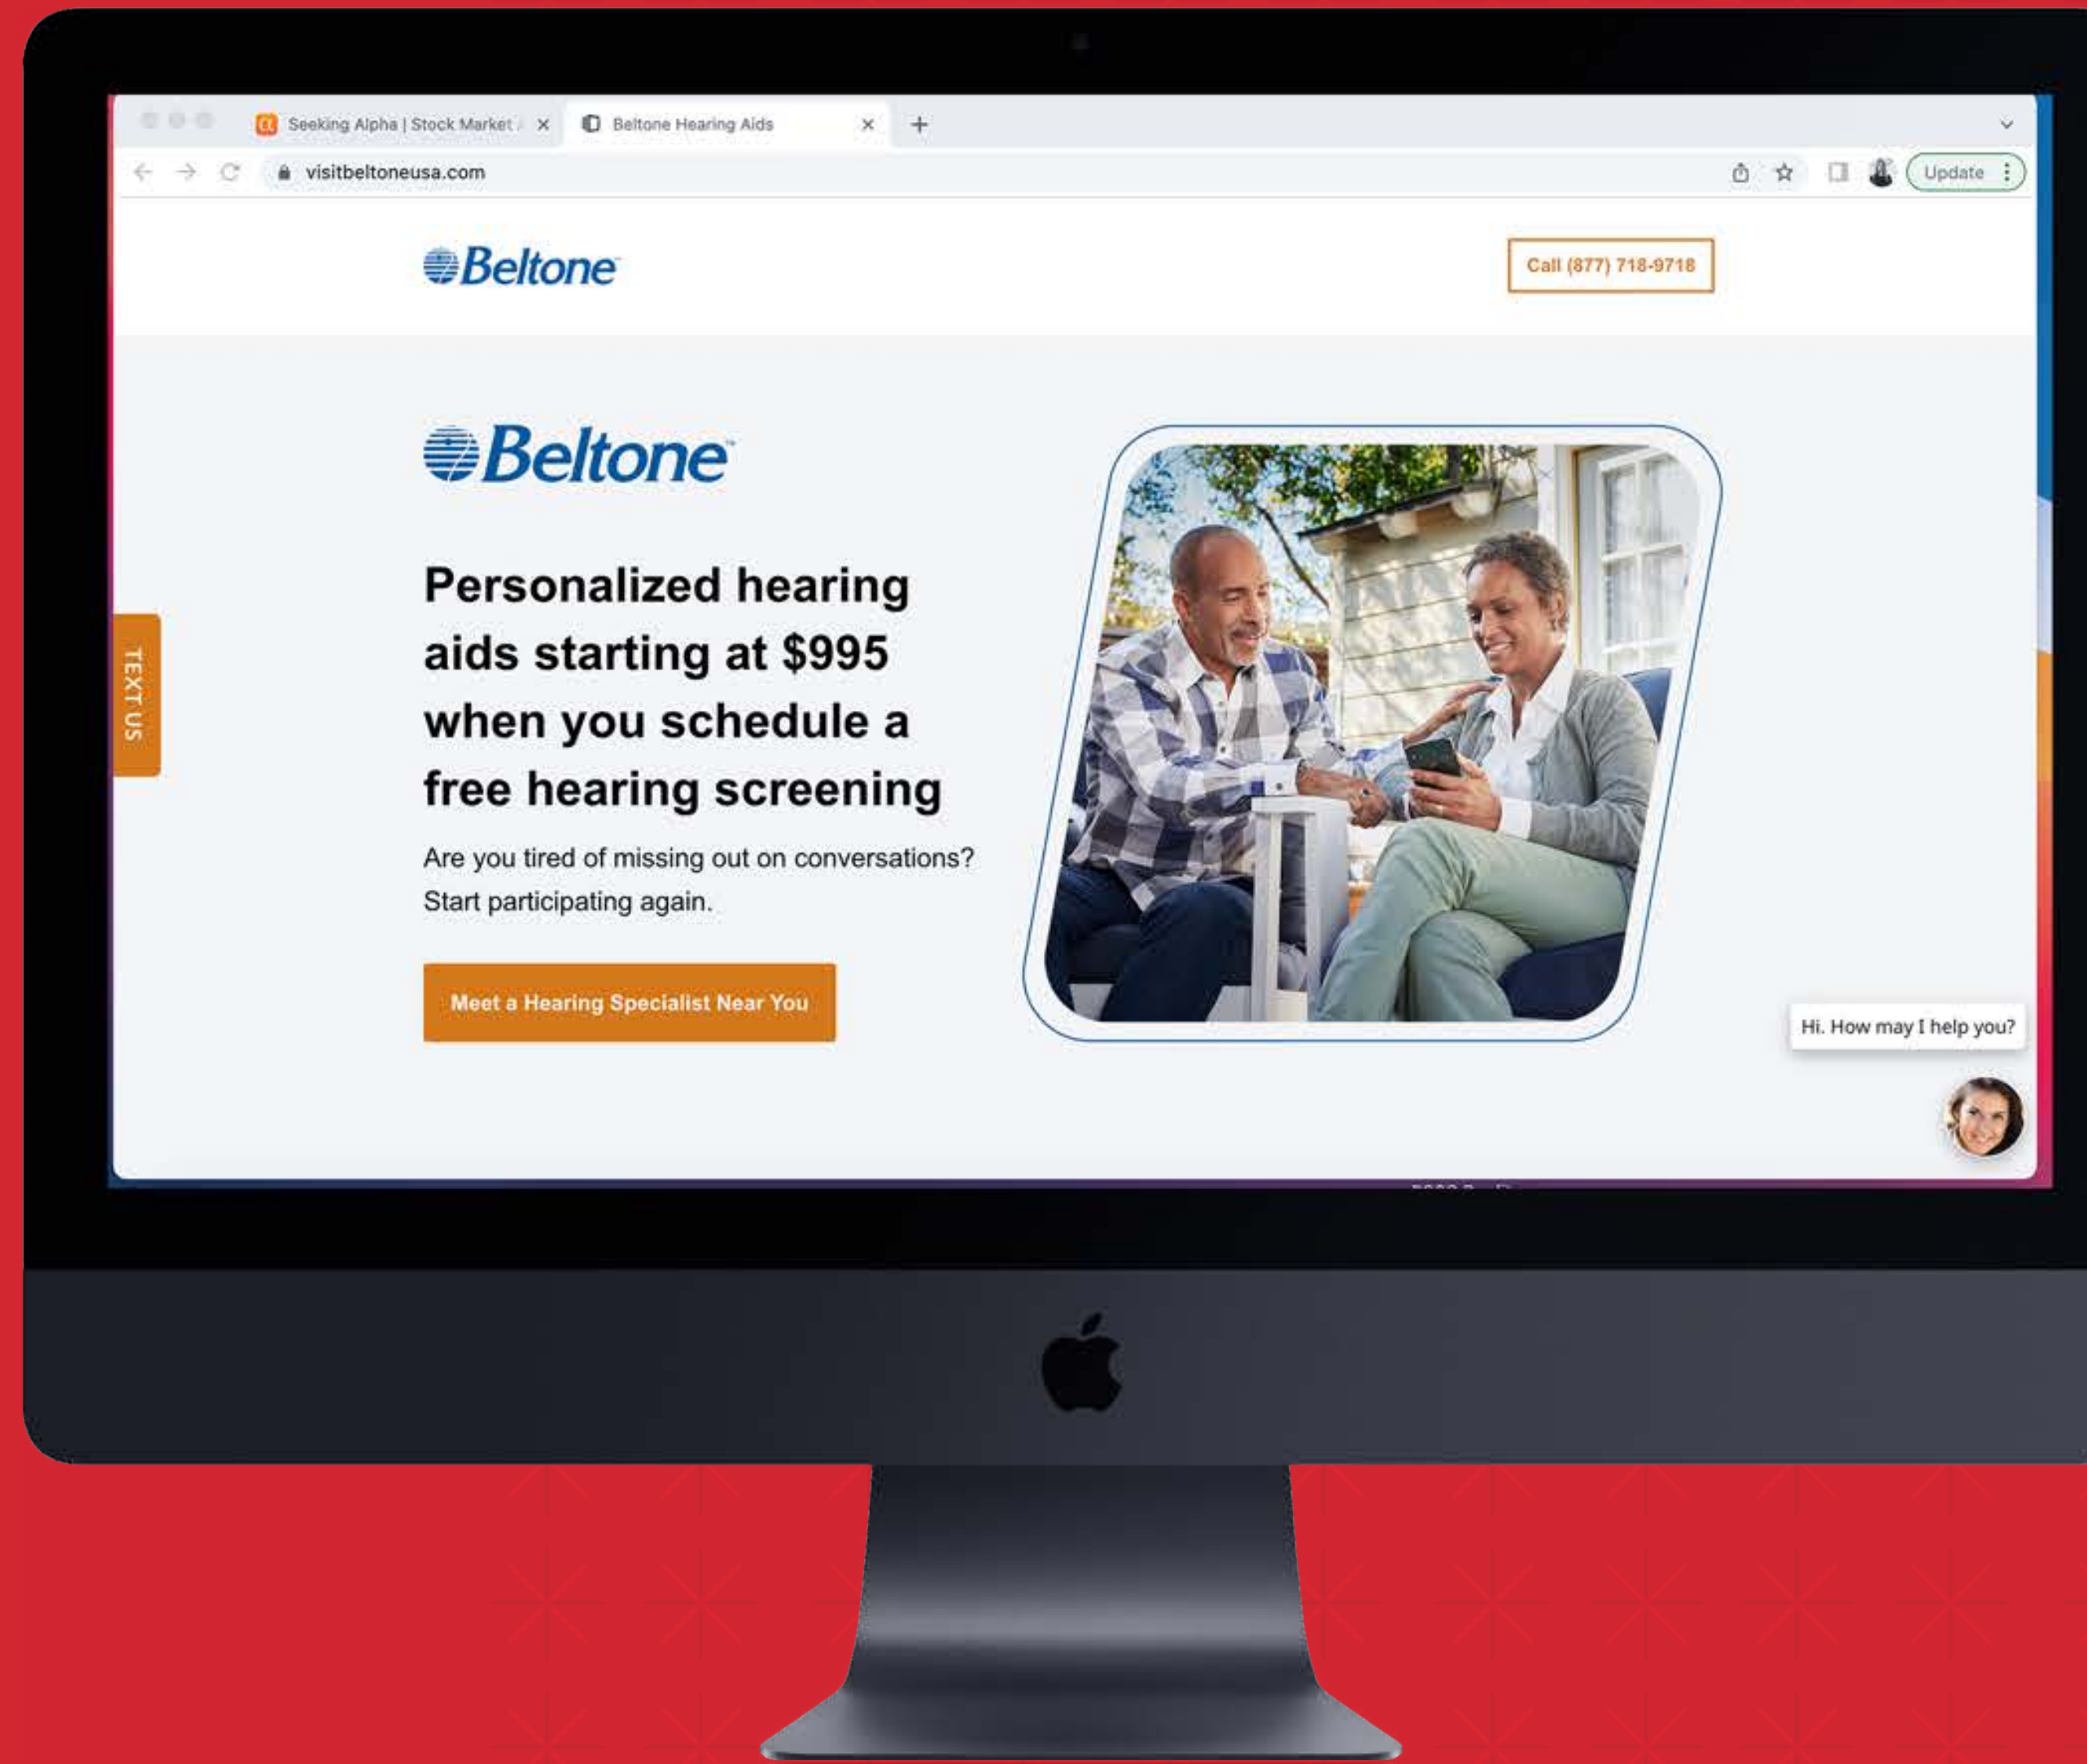 Seeking Alpha | Stock Market
Beltone Hearing Aids
visitbeltoneusa.com
Update
Beltone
Call (877) 718-9718
Beltone™
Personalized hearing
aids starting at $995
when you schedule a
free hearing screening
Are you tired of missing out on conversations?
Start participating again.
Meet a Hearing Specialist Near You
TEXT US
Hi. How may I help you?